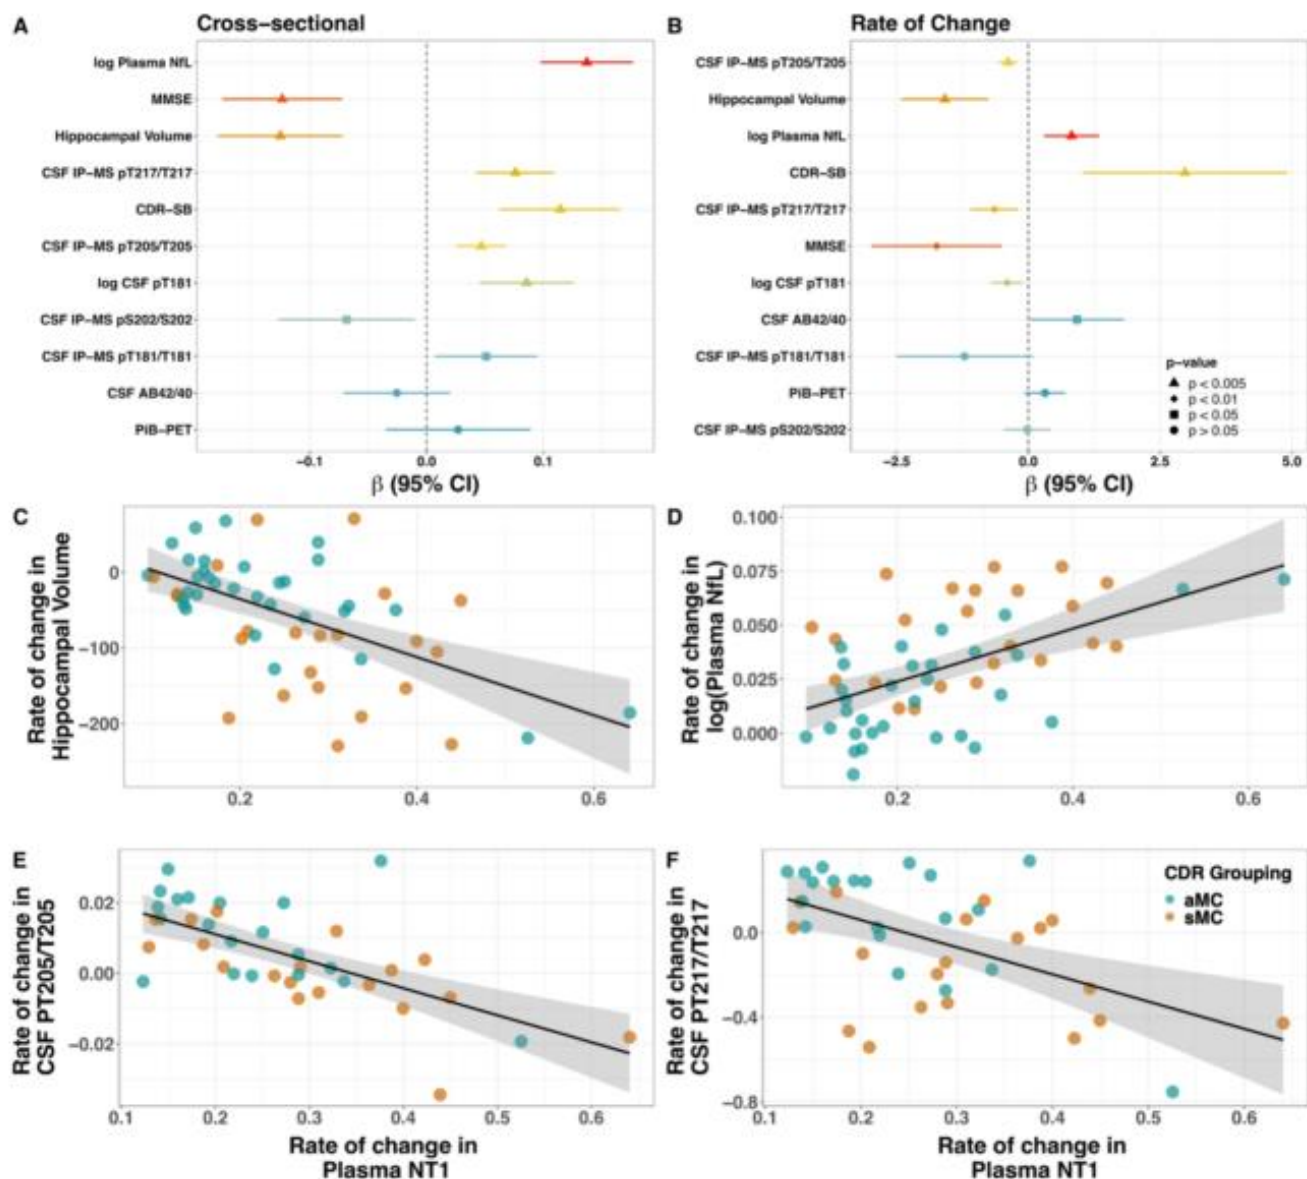 A Cross-sectional
log Plasma NfL
MMSE
Hippocampal Volume
CSF IP-MS pT217/T217
CDR-SB
CSF IP-MS pT205/T205
log CSF pT181
CSF IP-MS pS202/S202
CSF IP-MS pT181/T181
CSF AB42/40
PiB-PET
-0.1 0.0 0.1
β (95% CI)
B Rate of Change
CSF IP-MS pT205/T205
Hippocampal Volume
log Plasma NfL
CDR-SB
CSF IP-MS pT217/T217
MMSE
log CSF pT181
CSF AB42/40
CSF IP-MS pT181/T181
PiB-PET
CSF IP-MS pS202/S202
p-value
p < 0.005
p < 0.01
p < 0.05
p > 0.05
-2.5 0.0 2.5 5.0
β (95% CI)
C
Rate of change in
Hippocampal Volume
0
-100
-200
0.2 0.4 0.6
D
Rate of change in
log(Plasma NfL)
0.100
0.075
0.050
0.025
0.000
0.2 0.4 0.6
E
Rate of change in
CSF PT205/T205
0.02
0.00
-0.02
0.1 0.2 0.3 0.4 0.5 0.6
Rate of change in
Plasma NT1
F
Rate of change in
CSF PT217/T217
0.0
-0.4
-0.8
CDR Grouping
aMC
sMC
0.1 0.2 0.3 0.4 0.5 0.6
Rate of change in
Plasma NT1